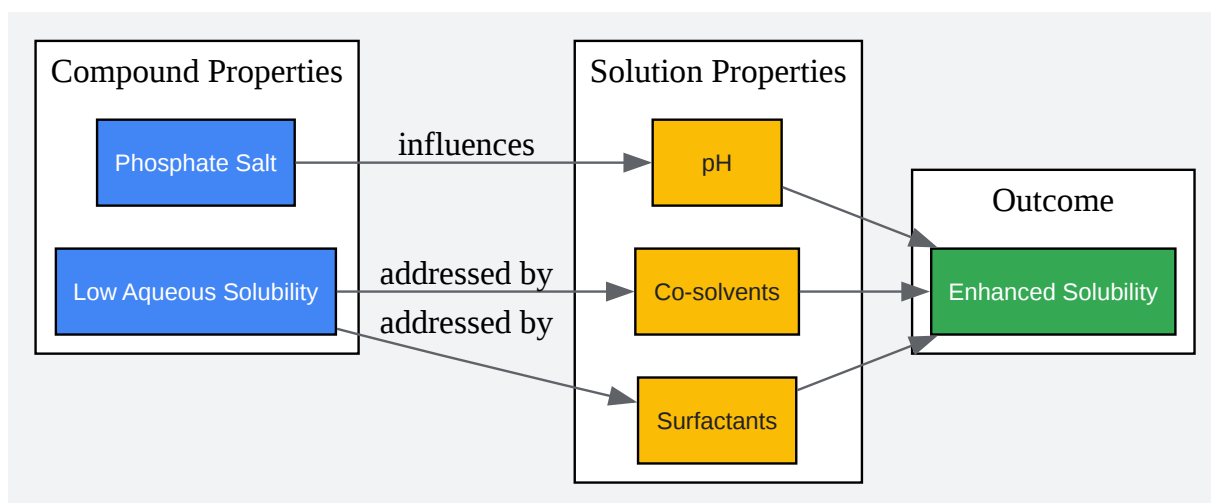 Compound Properties
Phosphate Salt
Low Aqueous Solubility
influences
addressed by
addressed by
Solution Properties
pH
Co-solvents
Surfactants
Outcome
Enhanced Solubility